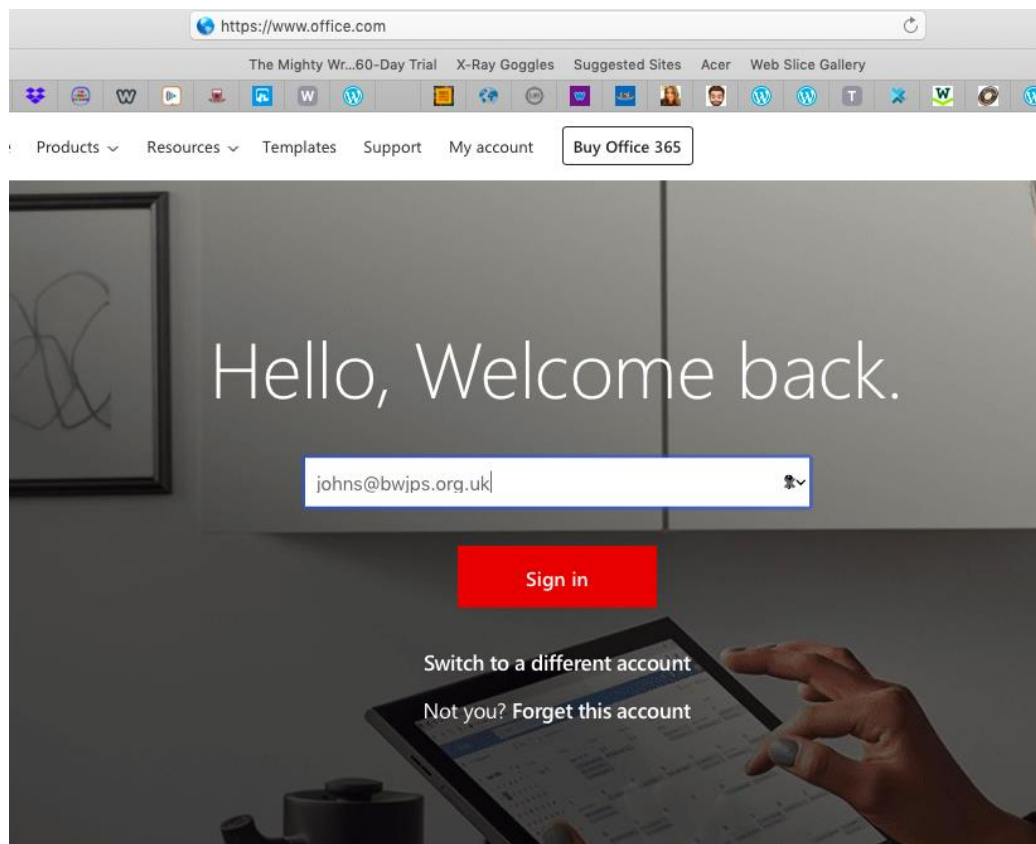 https://www.office.com
The Mighty Wr...60-Day Trial X-Ray Goggles Suggested Sites Acer Web Slice Gallery
Products Resources Templates Support My account Buy Office 365
Hello, Welcome back.
johns@bwjps.org.uk
Sign in
Switch to a different account
Not you? Forget this account